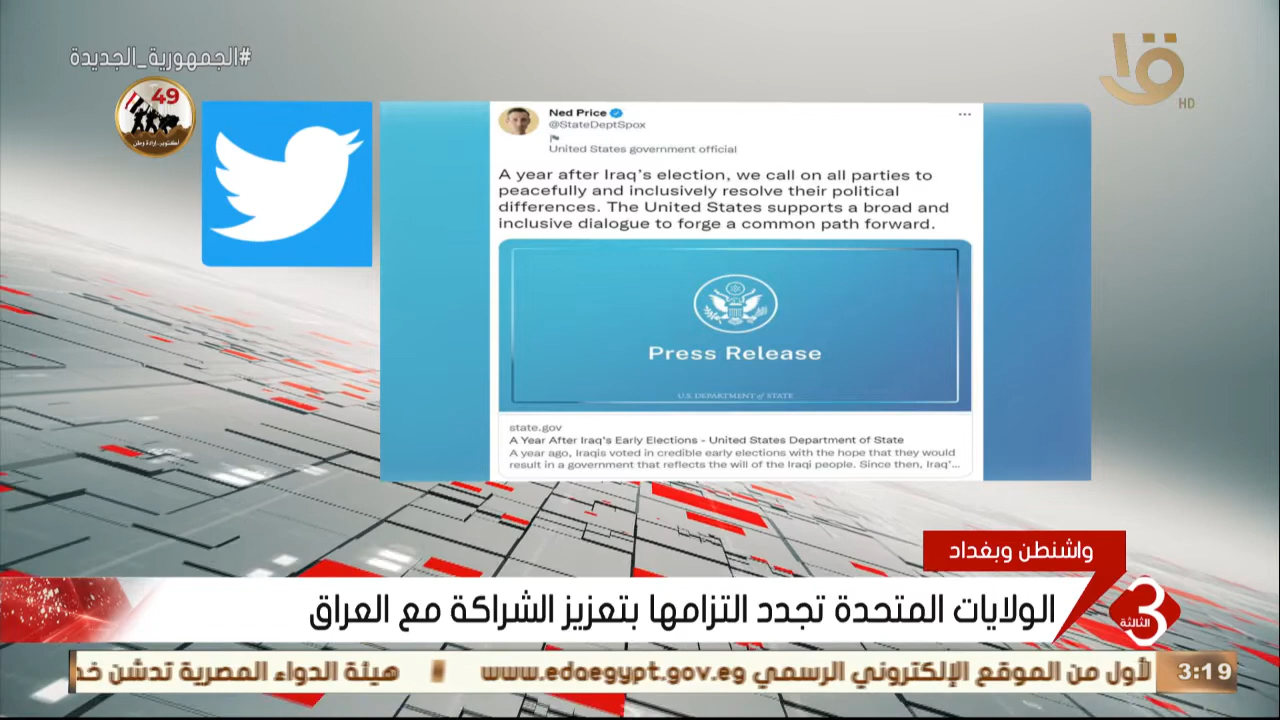 #الجمهورية_الجديدة
49
أكتوبر.. إرادة وطن
HD
Ned Price
@StateDeptSpox
United States government official
A year after Iraq's election, we call on all parties to
peacefully and inclusively resolve their political
differences. The United States supports a broad and
inclusive dialogue to forge a common path forward.
Press Release
U.S. DEPARTMENT of STATE
state.gov
A Year After Iraq's Early Elections - United States Department of State
A year ago, Iraqis voted in credible early elections with the hope that they would
result in a government that reflects the will of the Iraqi people. Since then, Iraq'...
واشنطن وبغداد
الولايات المتحدة تجدد التزامها بتعزيز الشراكة مع العراق
3
الثالثة
لأول من الموقع الإلكتروني الرسمي www.edaegypt.gov.eg
هيئة الدواء المصرية تدشن خد
3:19